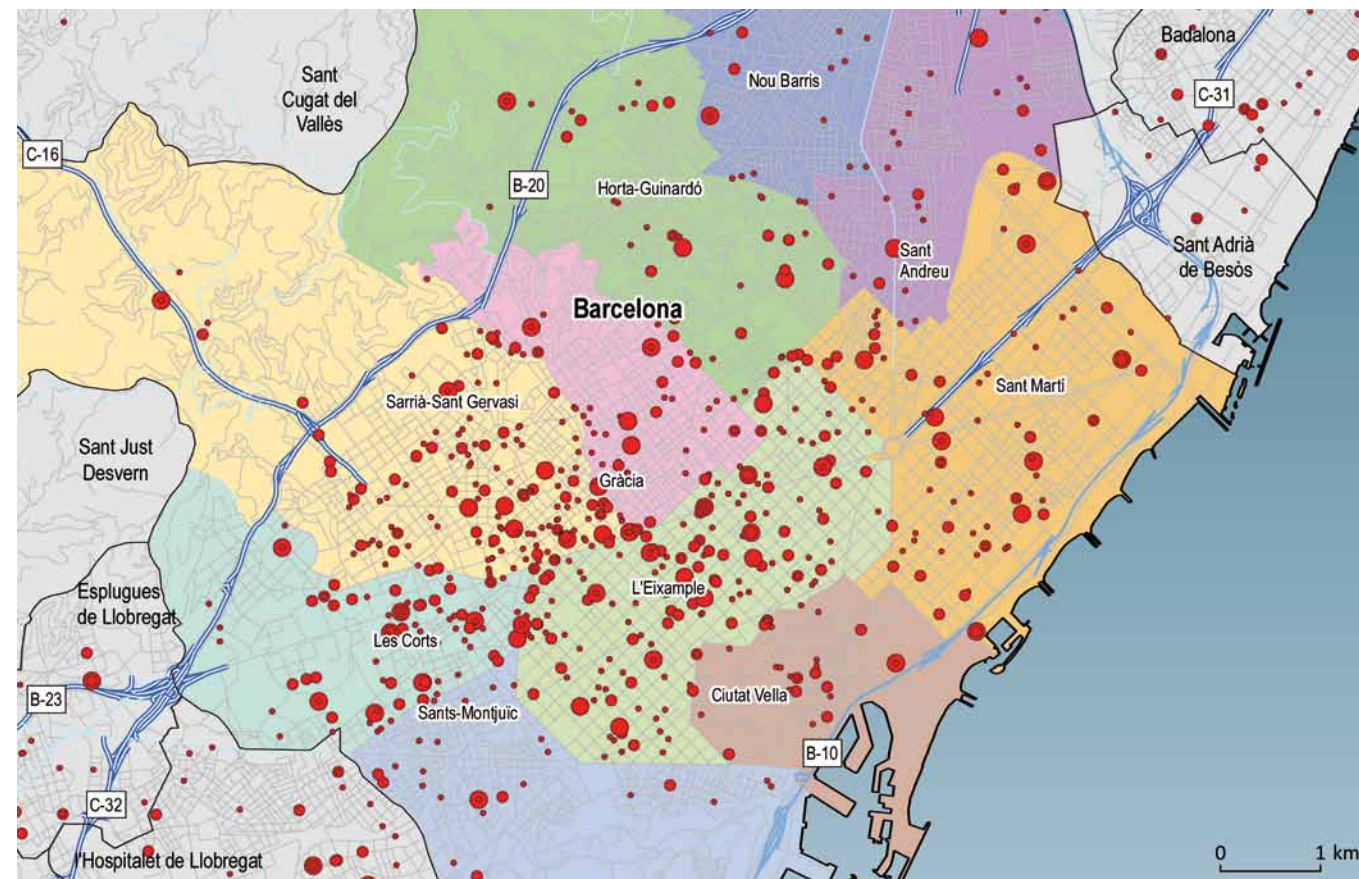 Badalona
Sant
Cugat del
Vallès
Nou Barris
C-31
C-16
B-20
Horta-Guinardó
Sant
Andreu
Sant Adrià
de Besòs
Barcelona
Sarrià-Sant Gervasi
Sant Martí
Sant Just
Desvern
Gràcia
L'Eixample
Esplugues
de Llobregat
Les Corts
B-23
Ciutat Vella
Sants-Montjuïc
B-10
C-32
l'Hospitalet de Llobregat
0 1 km